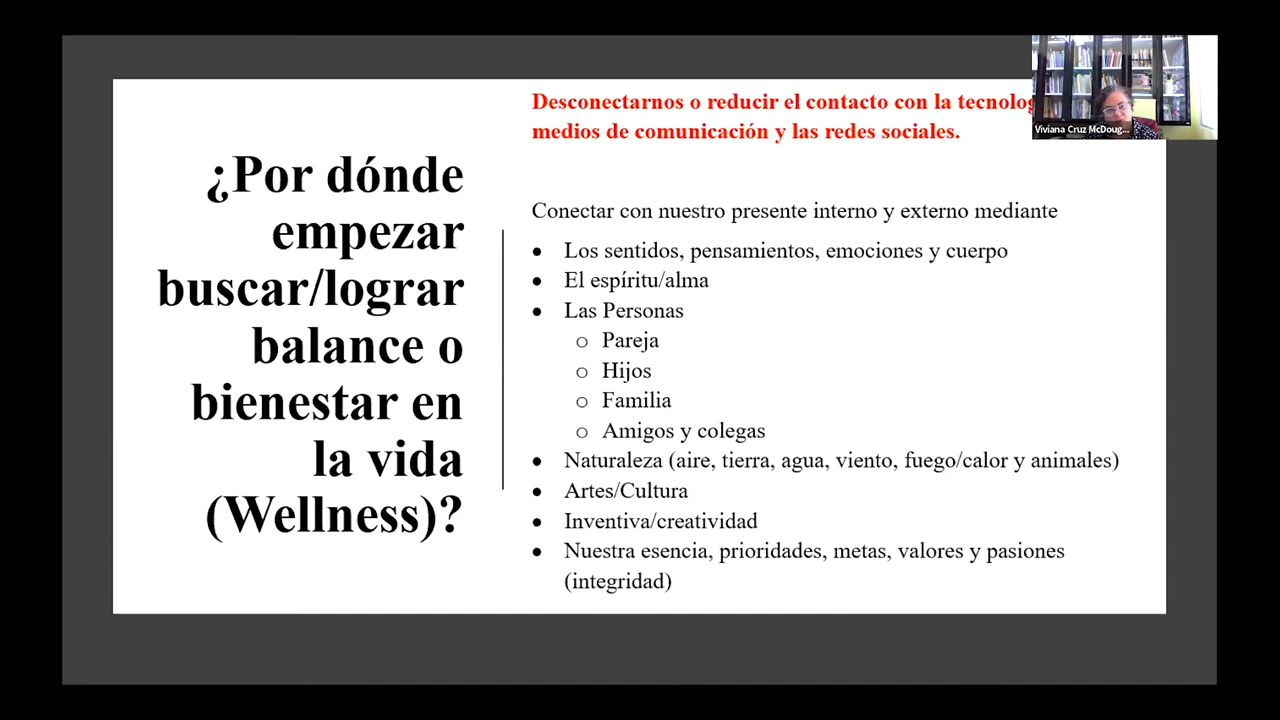 ¿Por dónde
empezar
buscar/lograr
balance o
bienestar en
la vida
(Wellness)?
Desconectarnos o reducir el contacto con la
medios de comunicación y las redes sociales.
Conectar con nuestro presente interno y externo mediante
• Los sentidos, pensamientos, emociones y cuerpo
• El espíritu/alma
• Las Personas
o Pareja
o Hijos
o Familia
o Amigos y colegas
• Naturaleza (aire, tierra, agua, viento, fuego/calor y animales)
• Artes/Cultura
• Inventiva/creatividad
• Nuestra esencia, prioridades, metas, valores y pasiones
(integridad)
Viviana Cruz McDoug...